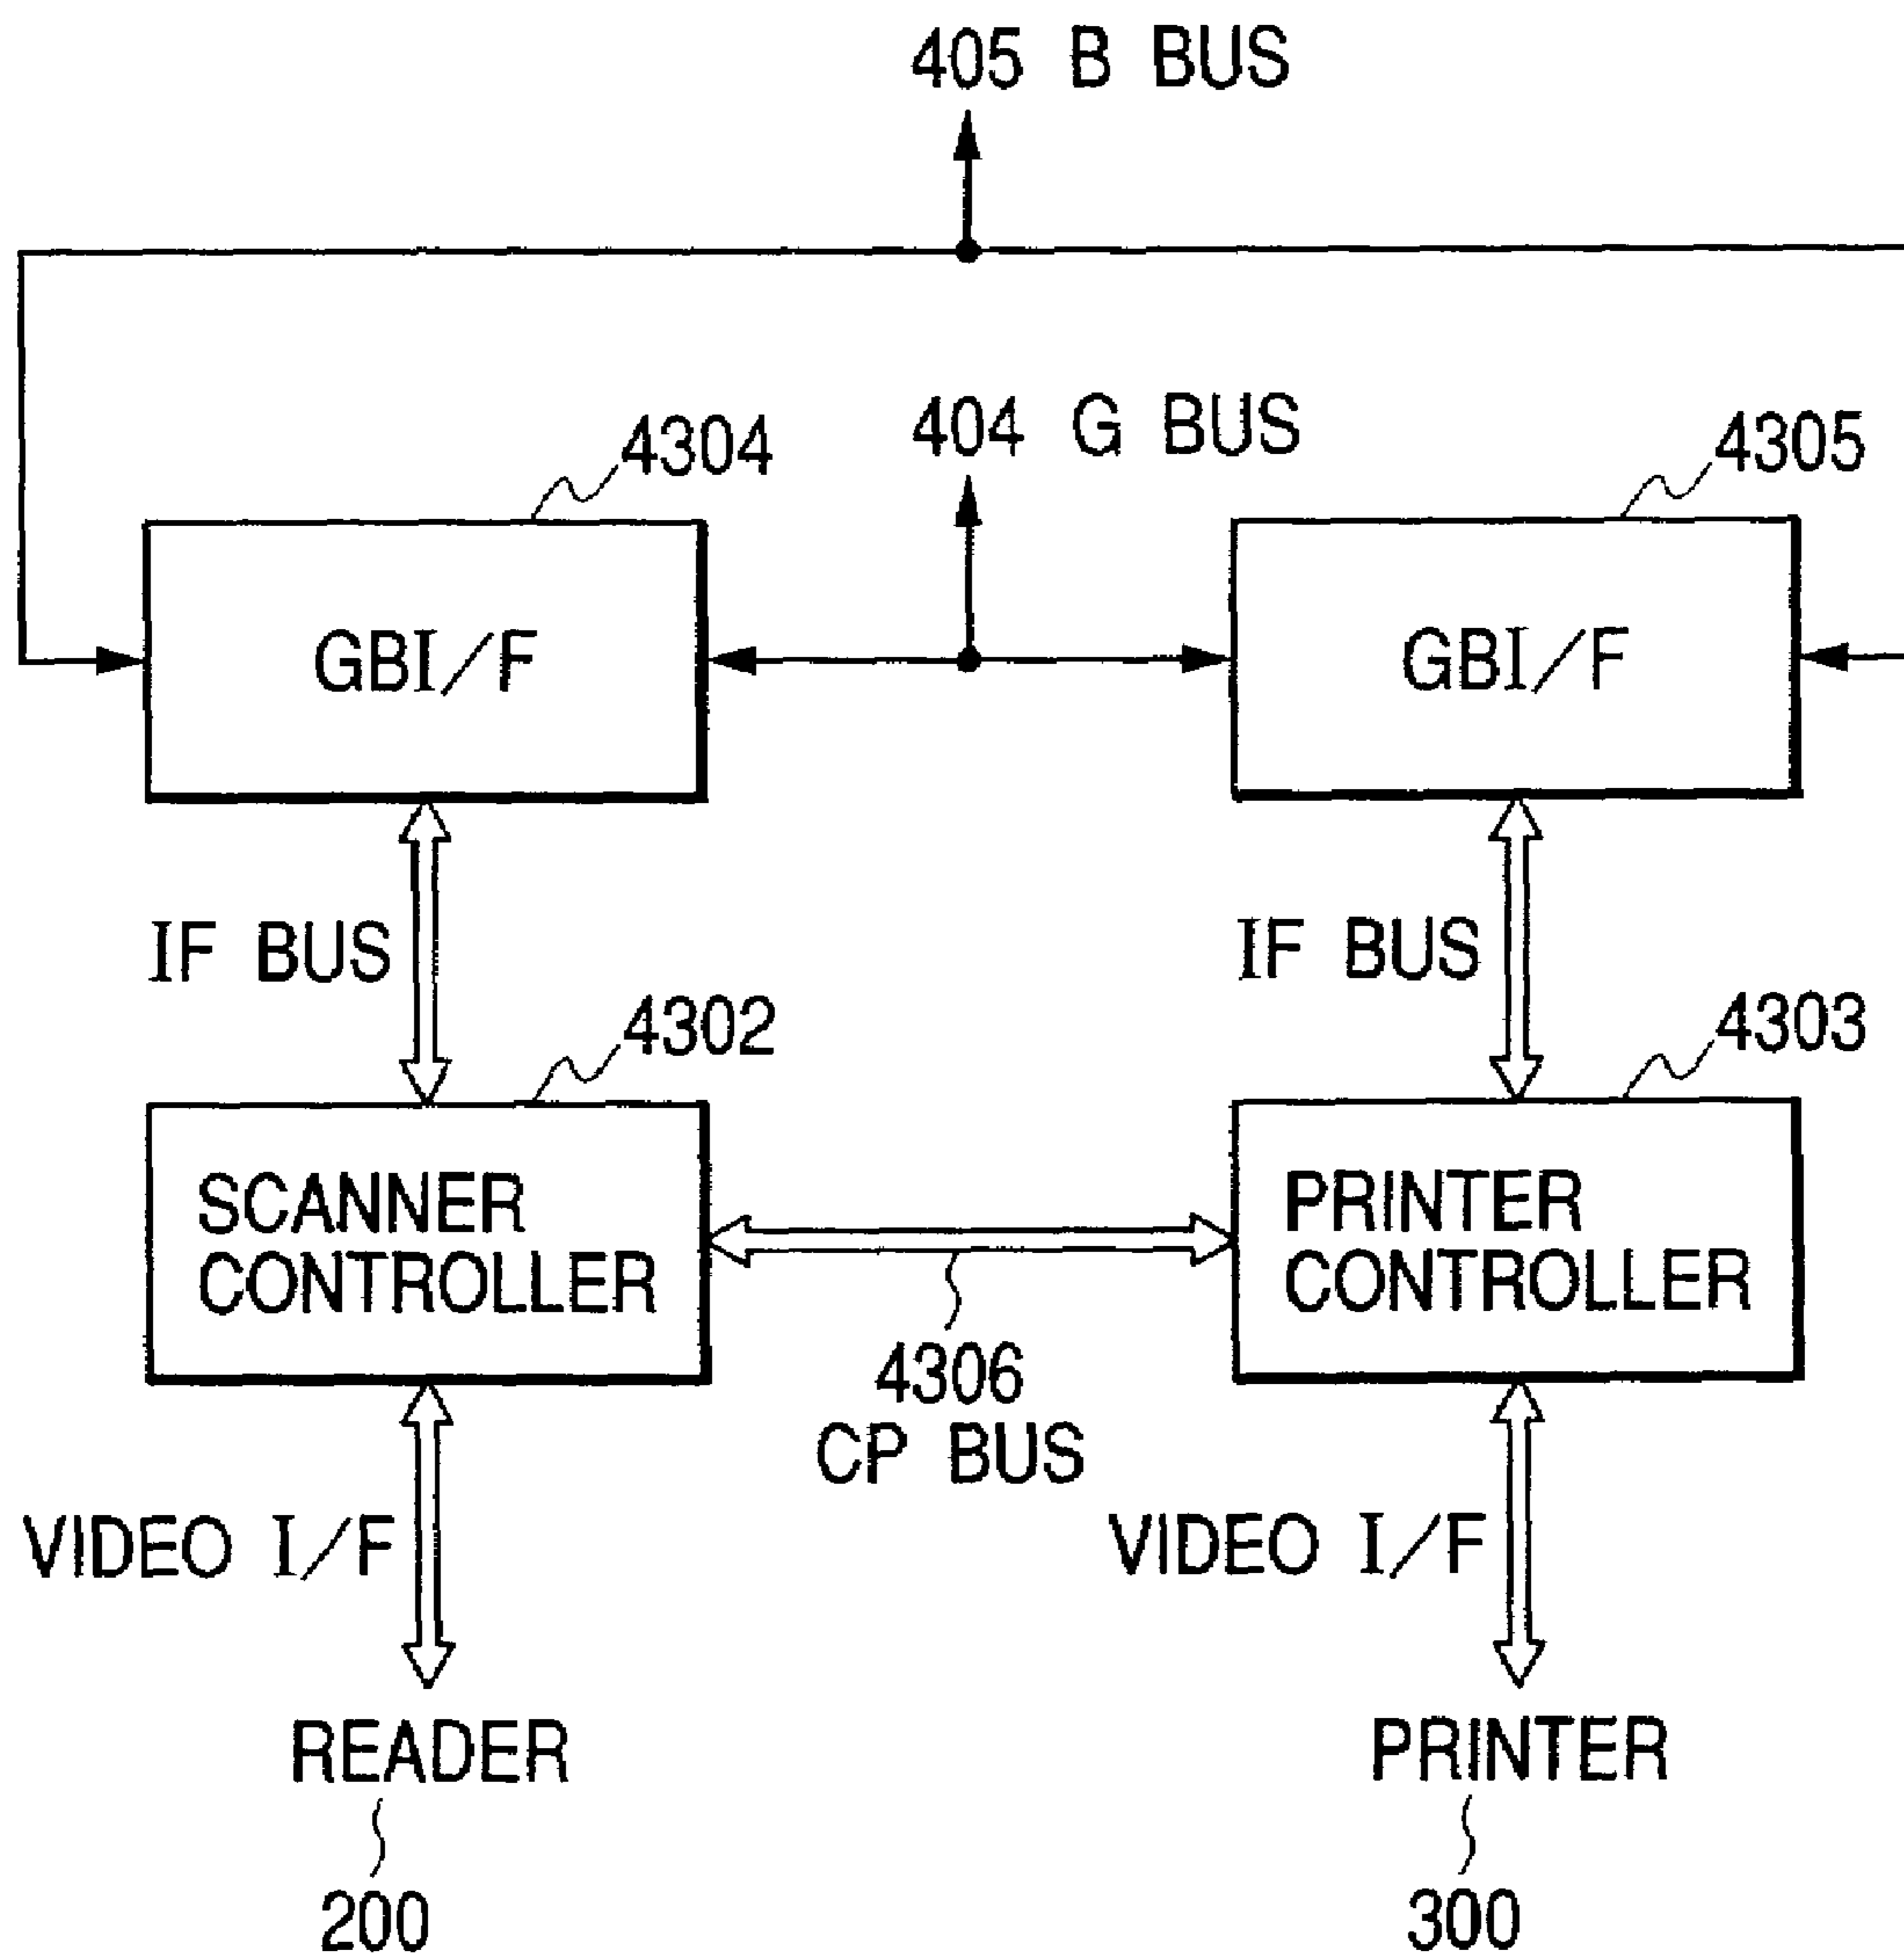 405 B BUS
4304
404 G BUS
4305
GBI/F
GBI/F
IF BUS
IF BUS
4302
4303
SCANNER
CONTROLLER
PRINTER
CONTROLLER
4306
CP BUS
VIDEO I/F
VIDEO I/F
READER
PRINTER
200
300